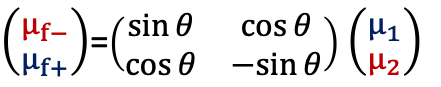 (μf− μf+) = (sin θ cos θ cos θ −sin θ) (μ1 μ2)